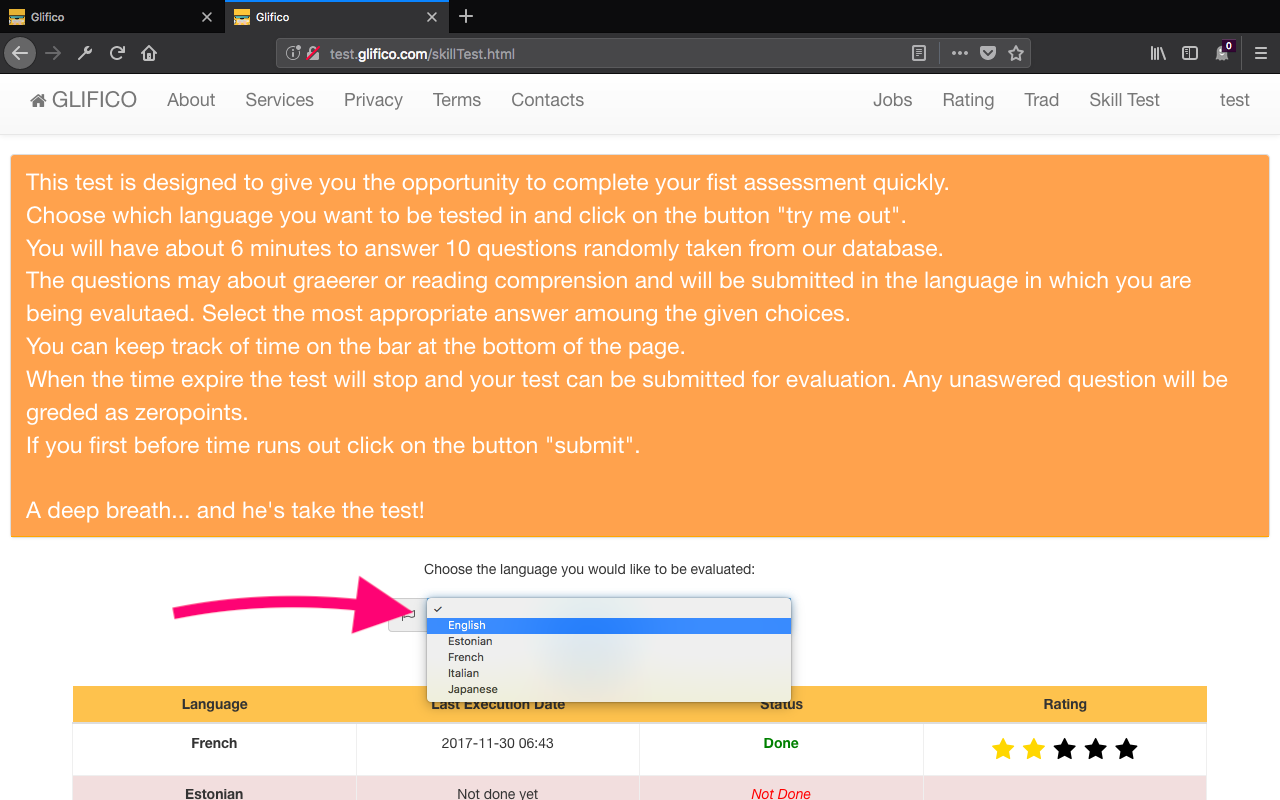 Glifico
Glifico
test.glifico.com/skillTest.html
0
GLIFICO About Services Privacy Terms Contacts Jobs Rating Trad Skill Test test
This test is designed to give you the opportunity to complete your fist assessment quickly.
Choose which language you want to be tested in and click on the button "try me out".
You will have about 6 minutes to answer 10 questions randomly taken from our database.
The questions may about graeerer or reading comprension and will be submitted in the language in which you are
being evalutaed. Select the most appropriate answer amoung the given choices.
You can keep track of time on the bar at the bottom of the page.
When the time expire the test will stop and your test can be submitted for evaluation. Any unaswered question will be
greded as zeropoints.
If you first before time runs out click on the button "submit".
A deep breath... and he's take the test!
Choose the language you would like to be evaluated:
English
Estonian
French
Italian
Japanese
Language Last Execution Date Status Rating
French 2017-11-30 06:43 Done
Estonian Not done yet Not Done